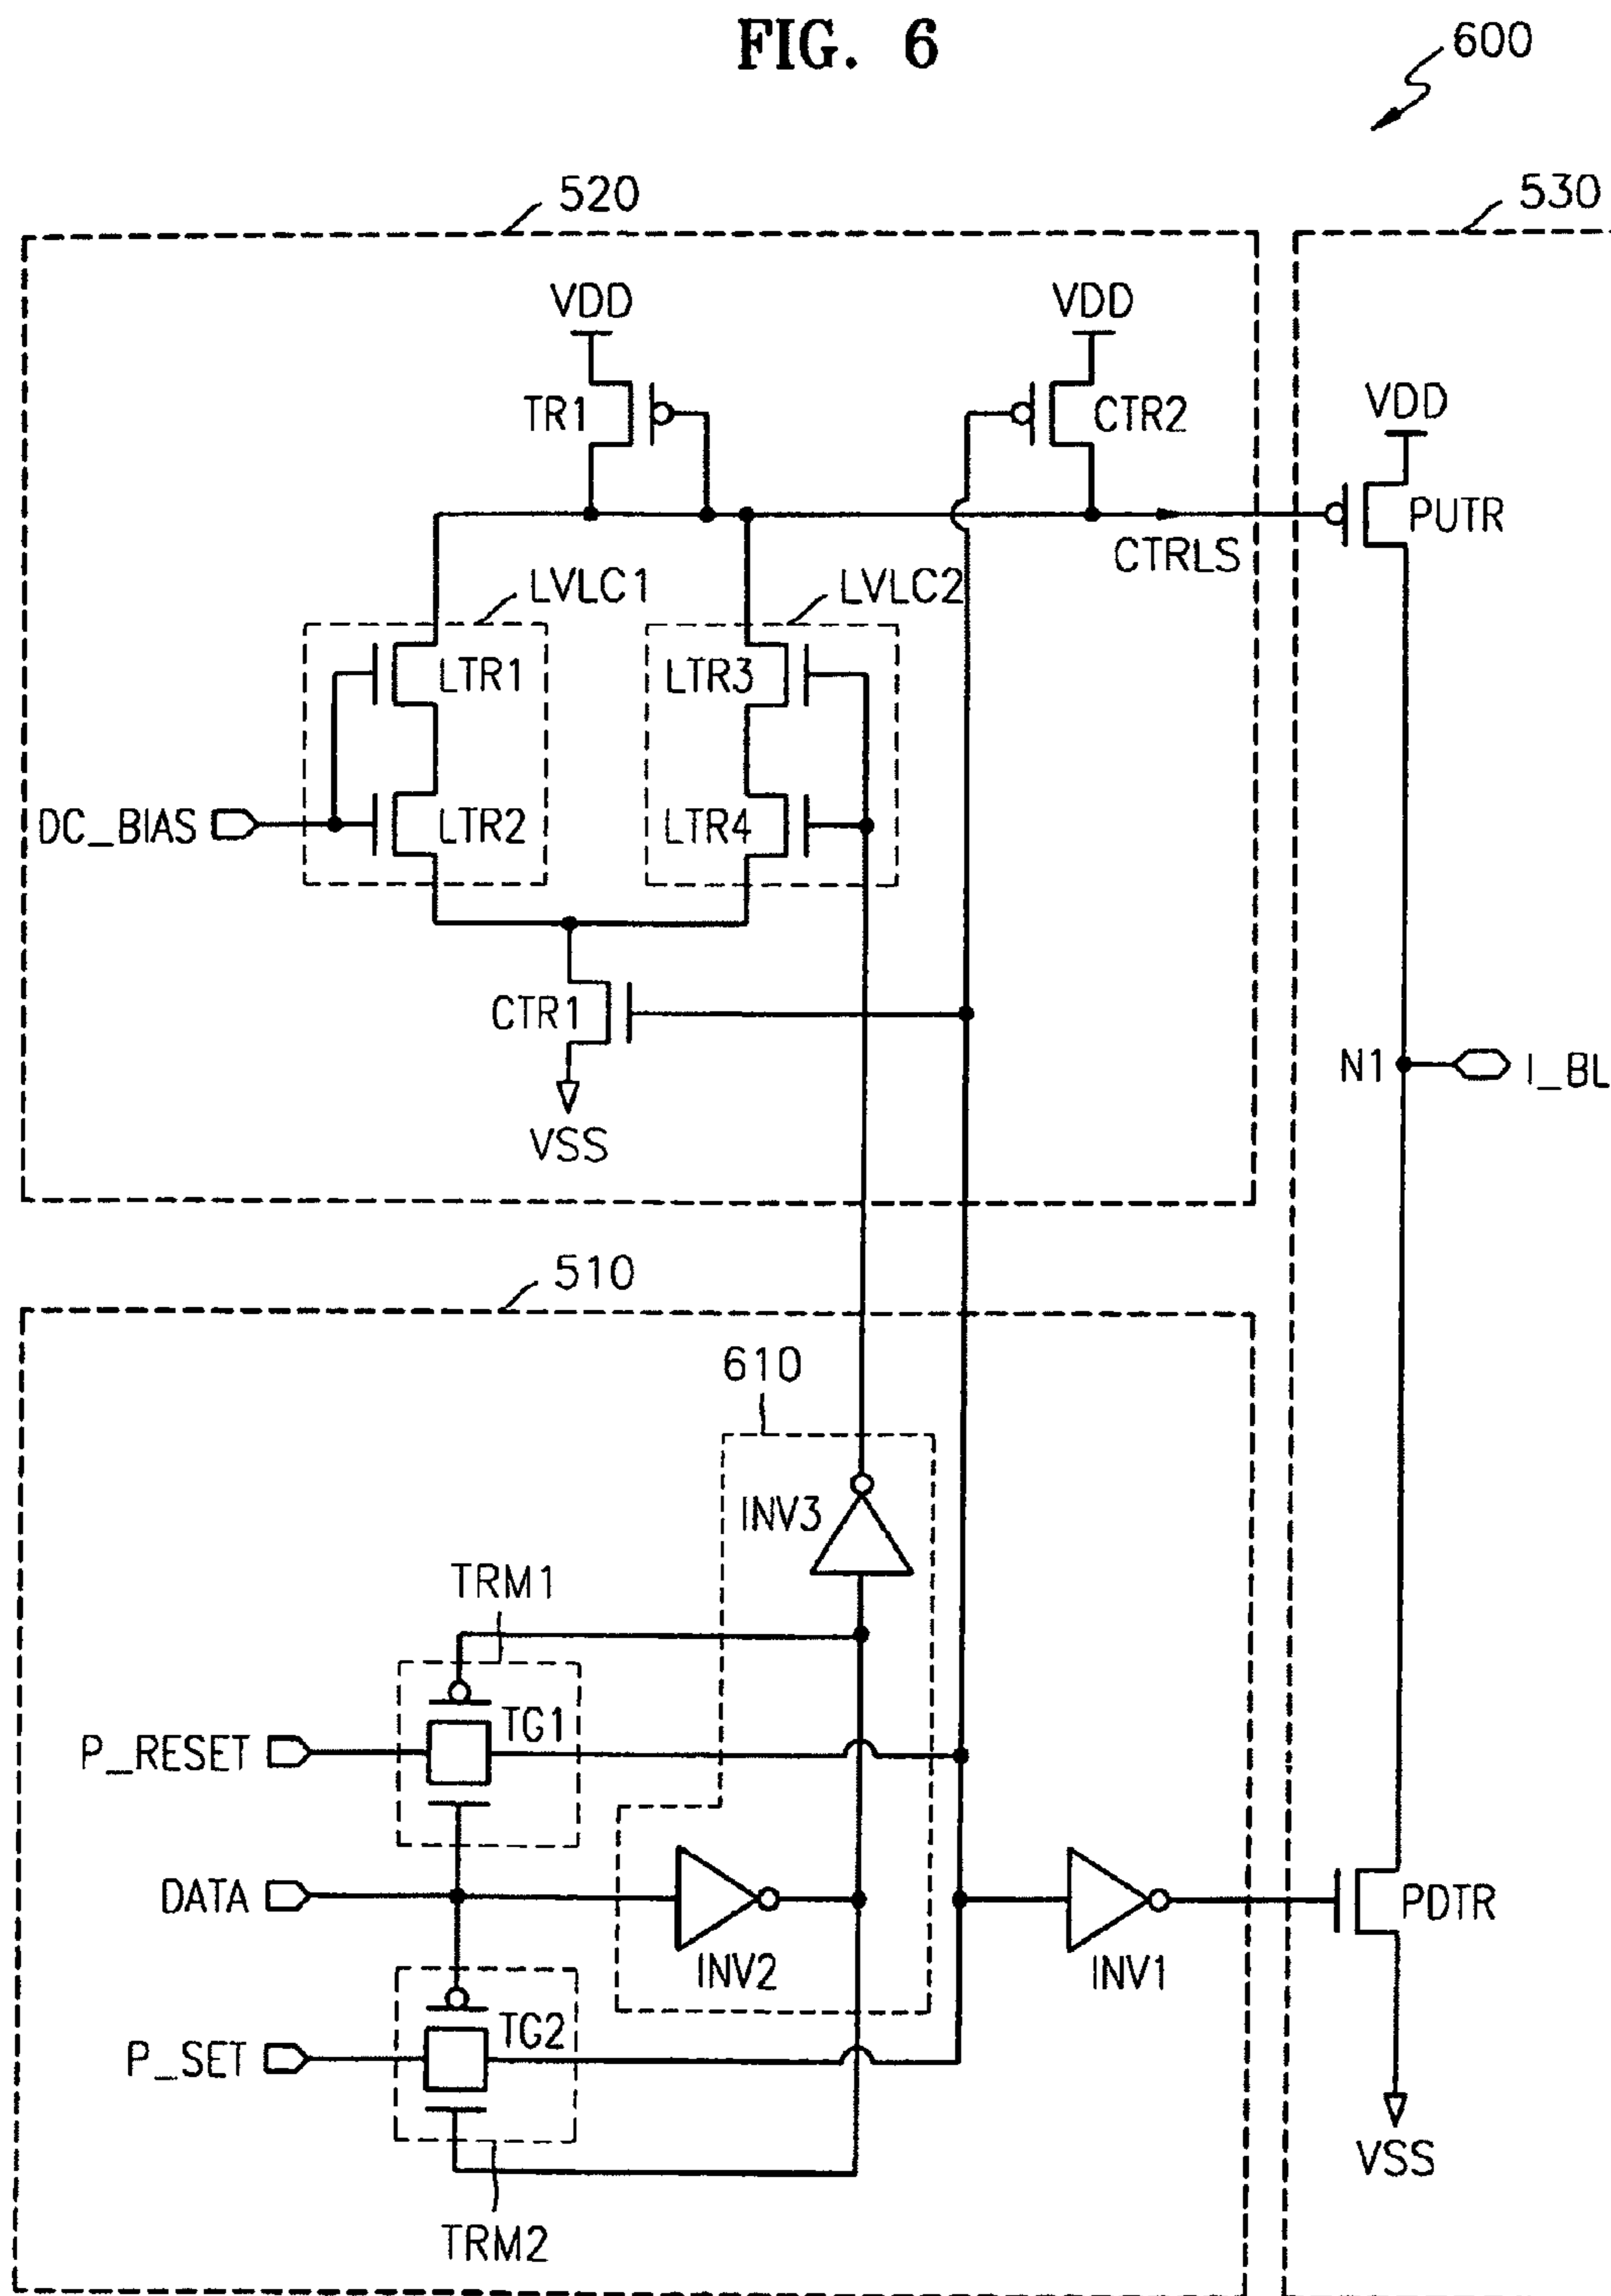 FIG. 6
600
520
530
VDD
VDD
TR1
CTR2
VDD
PUTR
CTRLS
LVLC1
LVLC2
LTR1
LTR3
DC_BIAS
LTR2
LTR4
CTR1
N1
I_BL
VSS
510
610
INV3
TRM1
TG1
P_RESET
DATA
INV2
INV1
PDTR
TG2
P_SET
VSS
TRM2